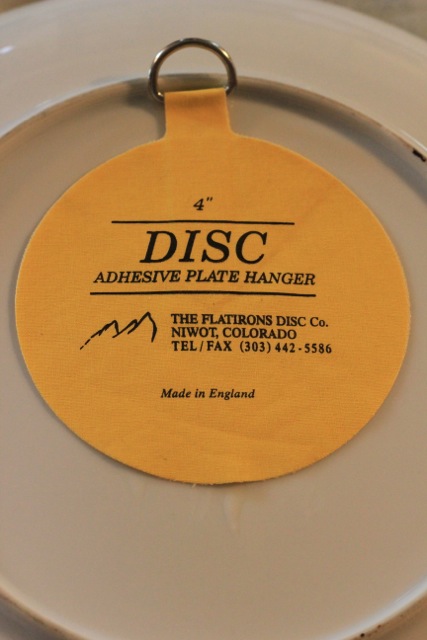 4"
DISC
ADHESIVE PLATE HANGER
THE FLATIRONS DISC Co.
NIWOT, COLORADO
TEL/FAX (303) 442-5586
Made in England